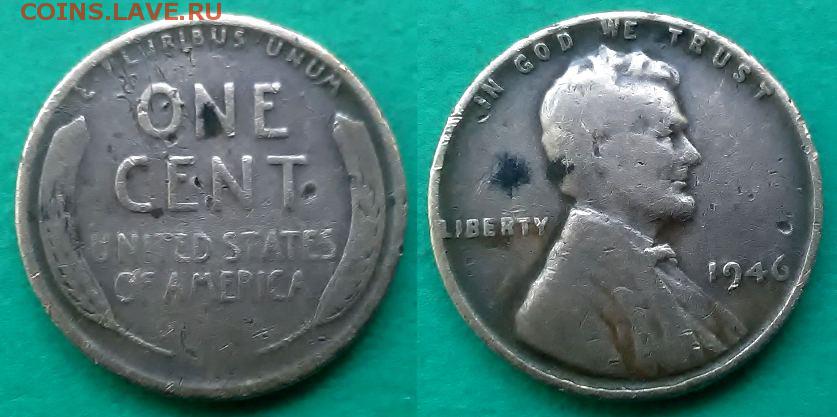 COINS.LAVE.RU
E PLURIBUS UNUM
ONE
CENT
UNITED STATES
OF AMERICA
IN GOD WE TRUST
LIBERTY
1946